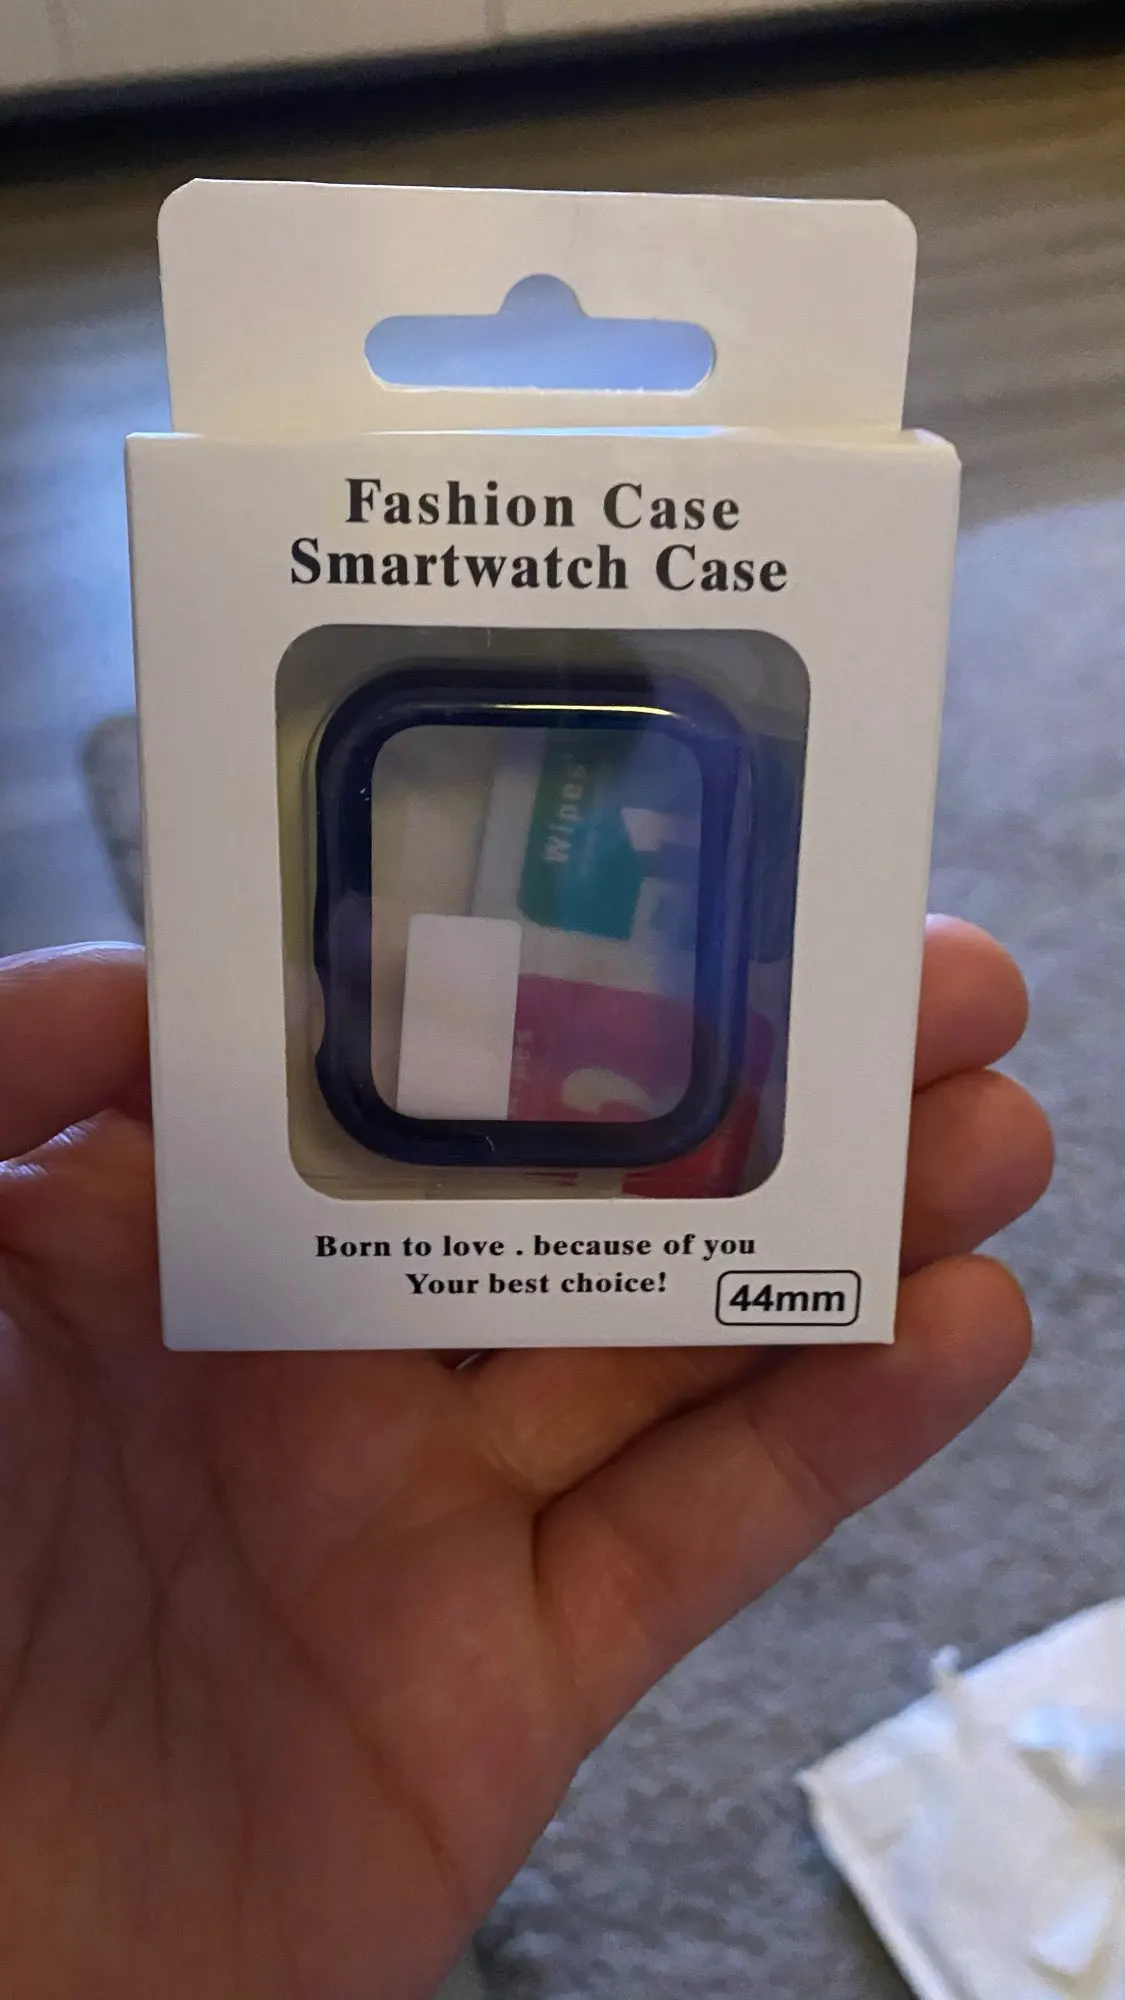 Fashion Case
Smartwatch Case
Wipes
Born to love . because of you
Your best choice!
44mm